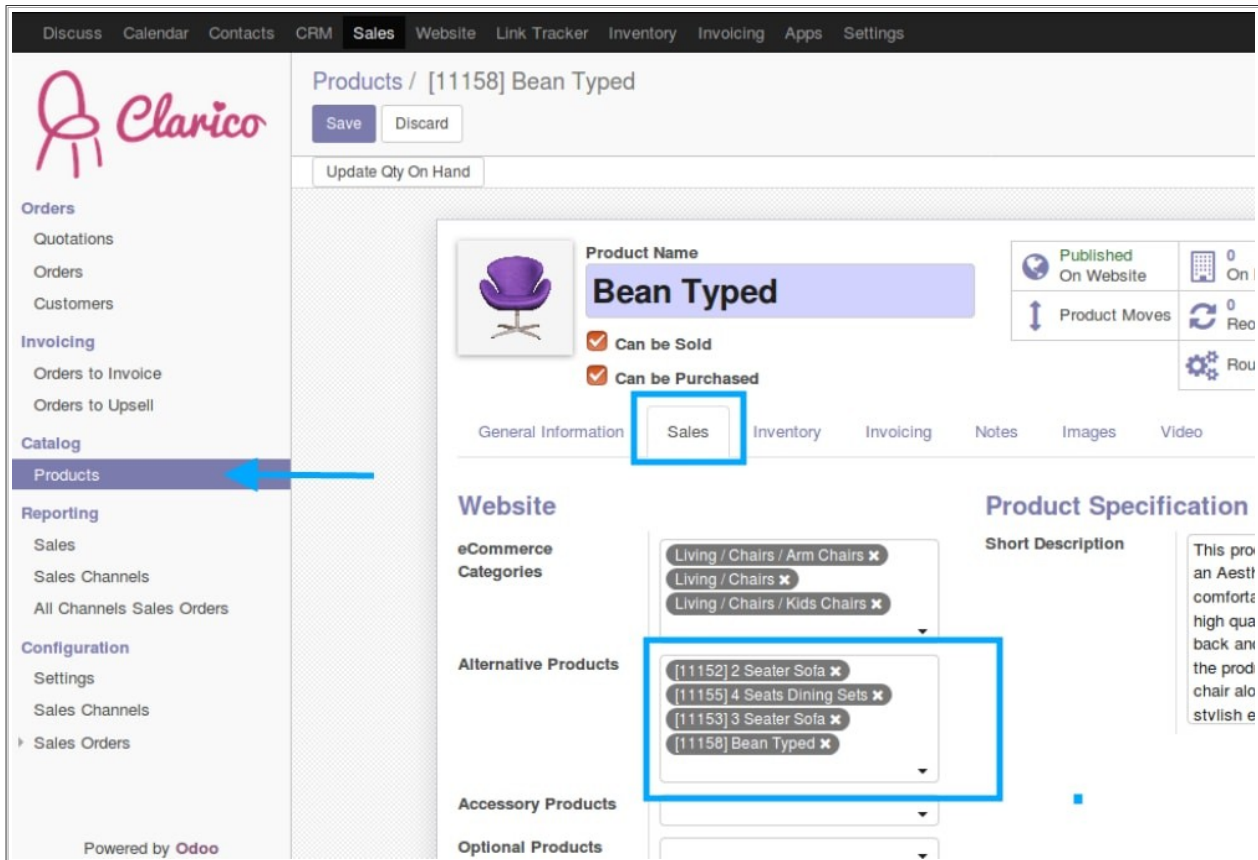 Discuss Calendar Contacts CRM Sales Website Link Tracker Inventory Invoicing Apps Settings
Clarico
Products / [11158] Bean Typed
Save Discard
Update Qty On Hand
Orders
Quotations
Orders
Customers
Invoicing
Orders to Invoice
Orders to Upsell
Catalog
Products
Reporting
Sales
Sales Channels
All Channels Sales Orders
Configuration
Settings
Sales Channels
Sales Orders
Powered by Odoo
Product Name
Bean Typed
Can be Sold
Can be Purchased
Published
On Website
0
On
Product Moves
0
Reo
Rou
General Information Sales Inventory Invoicing Notes Images Video
Website
eCommerce
Categories
Living / Chairs / Arm Chairs
Living / Chairs
Living / Chairs / Kids Chairs
Alternative Products
[11152] 2 Seater Sofa
[11155] 4 Seats Dining Sets
[11153] 3 Seater Sofa
[11158] Bean Typed
Accessory Products
Optional Products
Product Specification
Short Description
This pro
an Aesth
comforta
high qua
back and
the produ
chair alo
stylish e